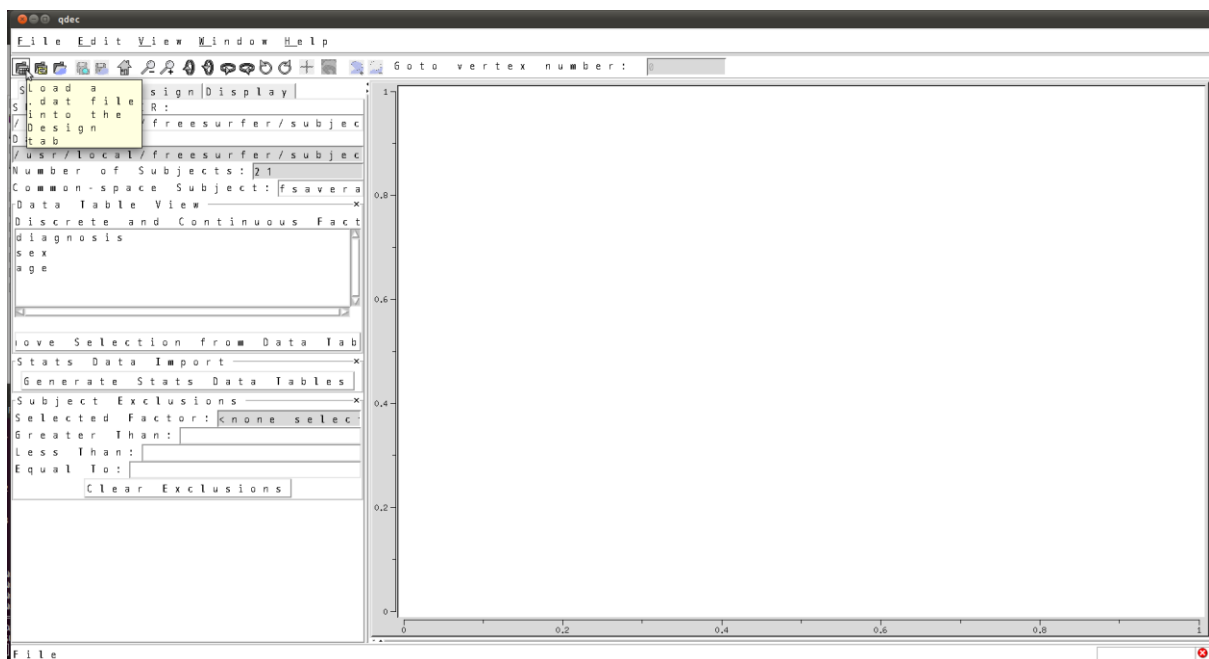 qdec
File Edit View Window Help
Goto vertex number: 0
Load a
.dat file
into the
Design
tab
S sign Display
S R:
/ /freesurfer/subjec
D
/usr/local/freesurfer/subjec
Number of Subjects: 21
Common-space Subject: fsavera
Data Table View
Discrete and Continuous Fact
diagnosis
sex
age
ove Selection from Data Tab
Stats Data Import
Generate Stats Data Tables
Subject Exclusions
Selected Factor: <none selec
Greater Than:
Less Than:
Equal To:
Clear Exclusions
1
0.8
0.6
0.4
0.2
0
0 0.2 0.4 0.6 0.8 1
File